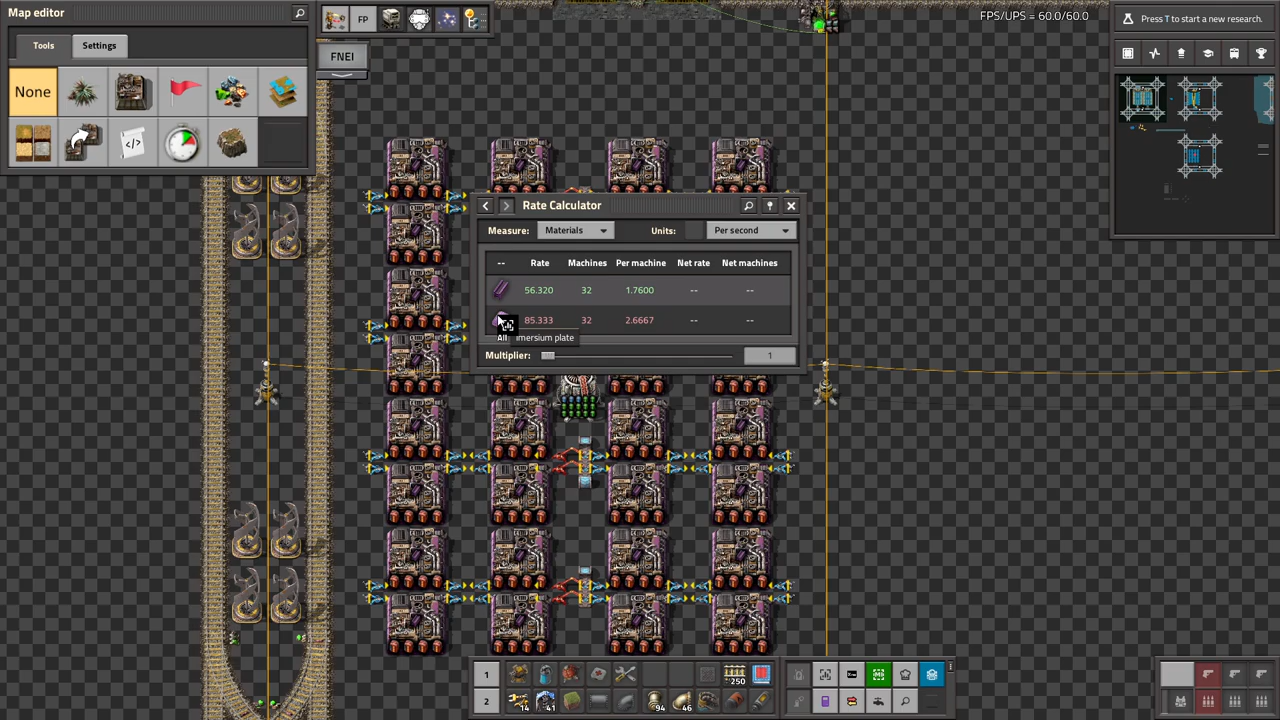 Map editor
FP
FPS/UPS = 60.0/60.0
Press T to start a new research.
Tools
Settings
FNEI
None
</>
Rate Calculator
Measure:
Materials
Units:
Per second
--
Rate
Machines
Per machine
Net rate
Net machines
56.320
32
1.7600
--
--
85.333
32
2.6667
--
--
All
Imersium plate
Multiplier:
1
1
250
2
14
41
94
46